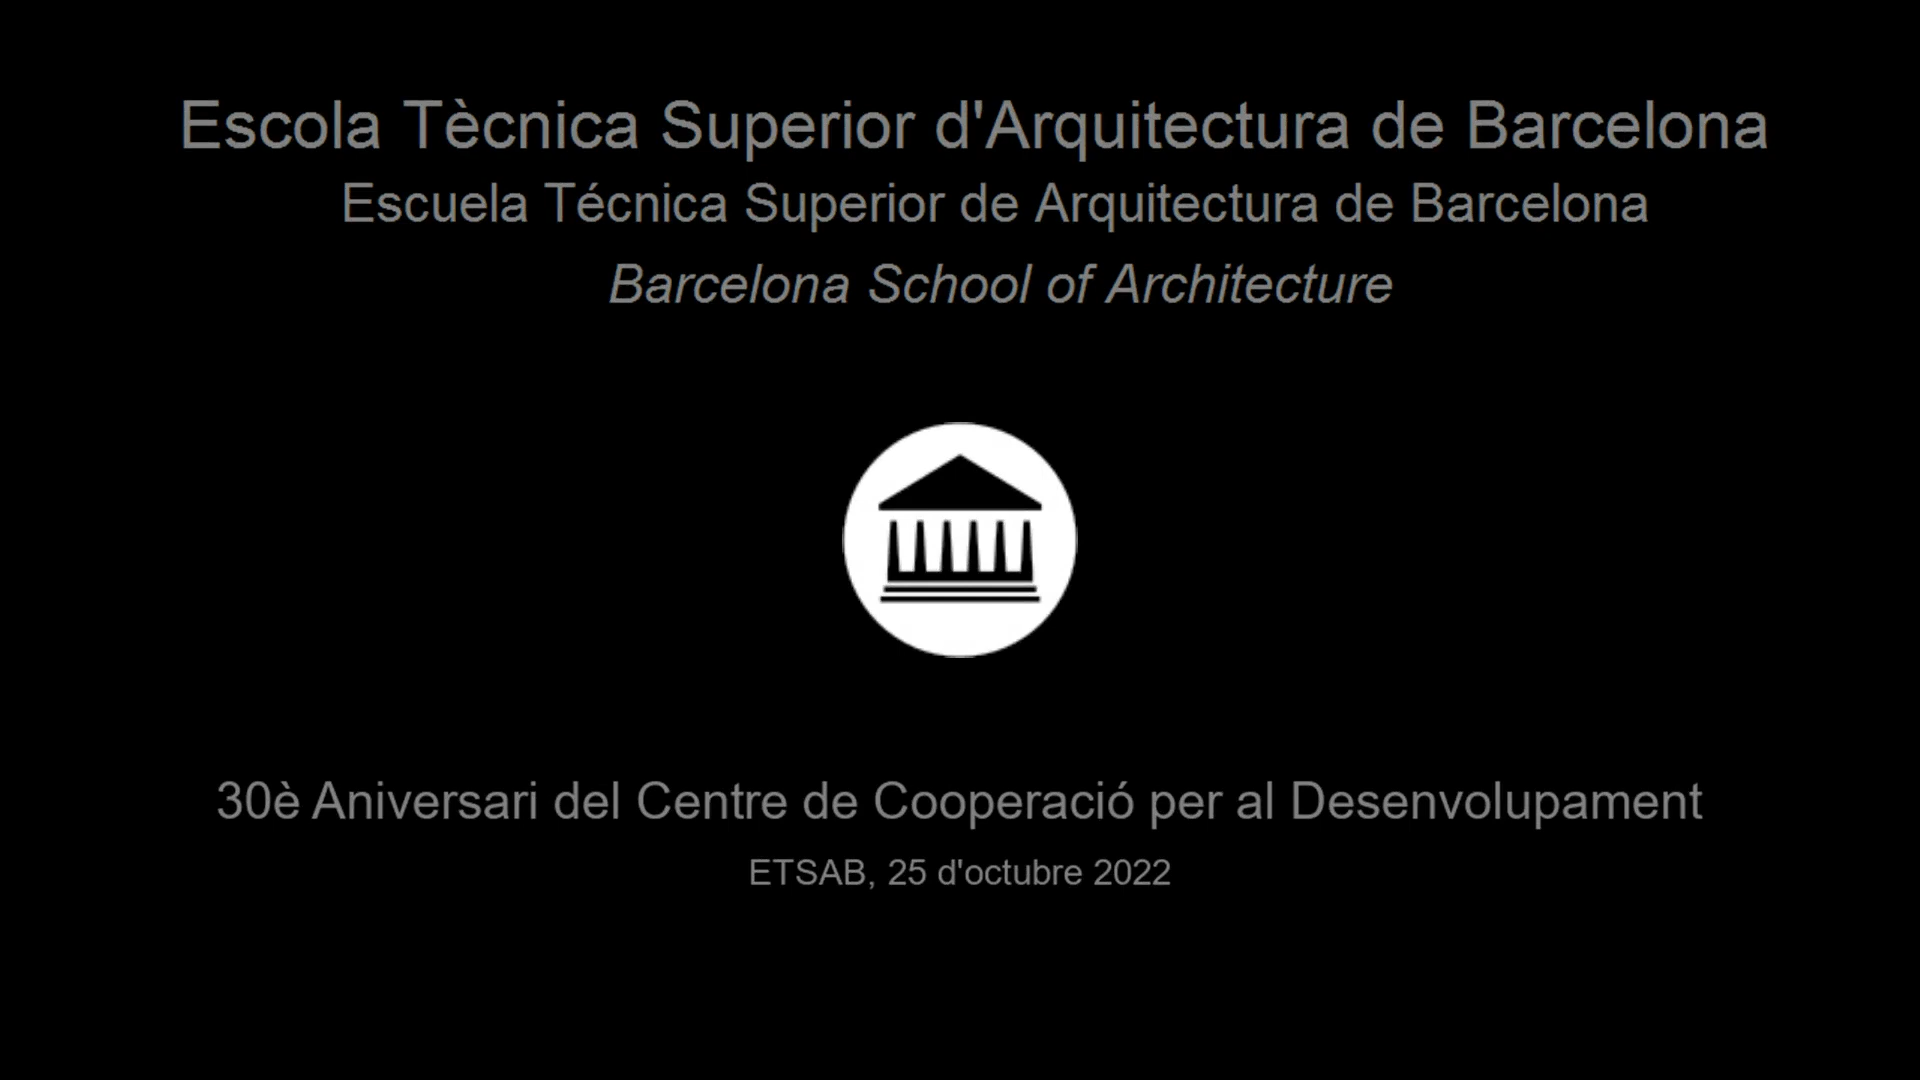 Escola Tècnica Superior d'Arquitectura de Barcelona
Escuela Técnica Superior de Arquitectura de Barcelona
Barcelona School of Architecture
30è Aniversari del Centre de Cooperació per al Desenvolupament
ETSAB, 25 d'octubre 2022